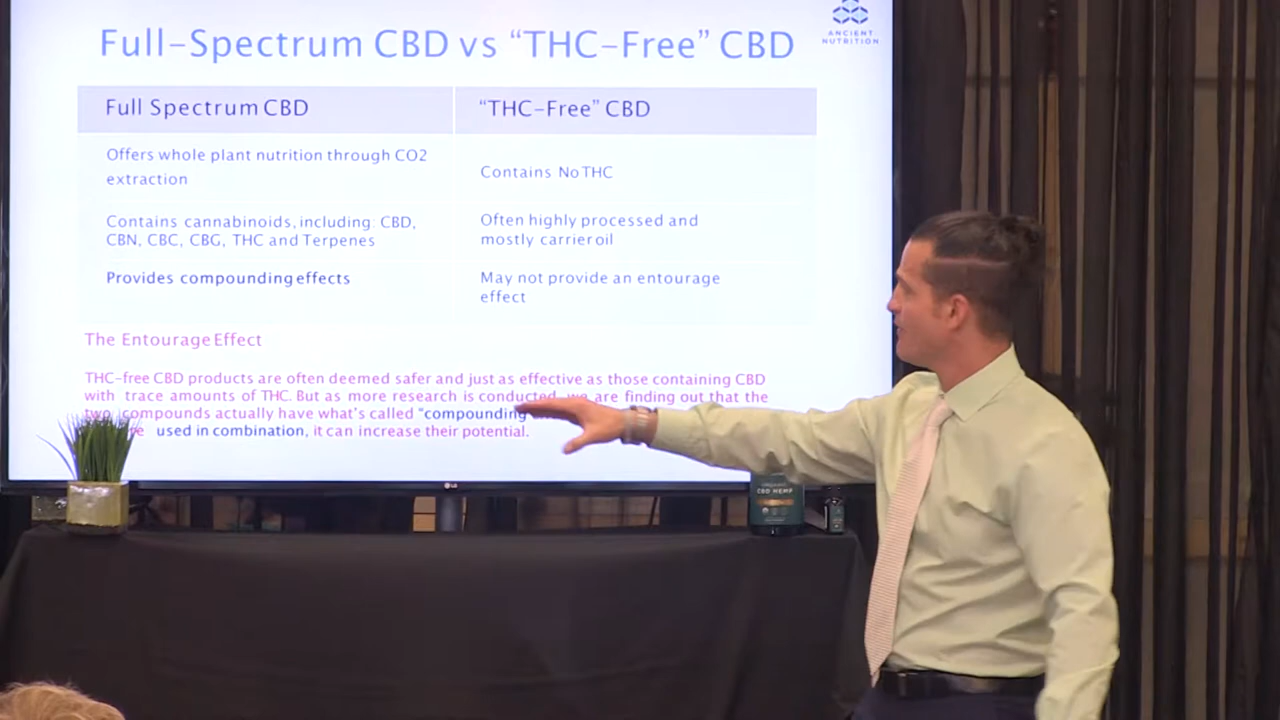 ANCIENT
NUTRITION
Full-Spectrum CBD vs “THC-Free” CBD
Full Spectrum CBD
“THC-Free” CBD
Offers whole plant nutrition through CO2
extraction
Contains No THC
Contains cannabinoids, including: CBD,
CBN, CBC, CBG, THC and Terpenes
Often highly processed and
mostly carrier oil
Provides compounding effects
May not provide an entourage
effect
The Entourage Effect
THC-free CBD products are often deemed safer and just as effective as those containing CBD
with trace amounts of THC. But as more research is conducted, we are finding out that the
two compounds actually have what's called “compounding
used in combination, it can increase their potential.
LG
CBD HEMP